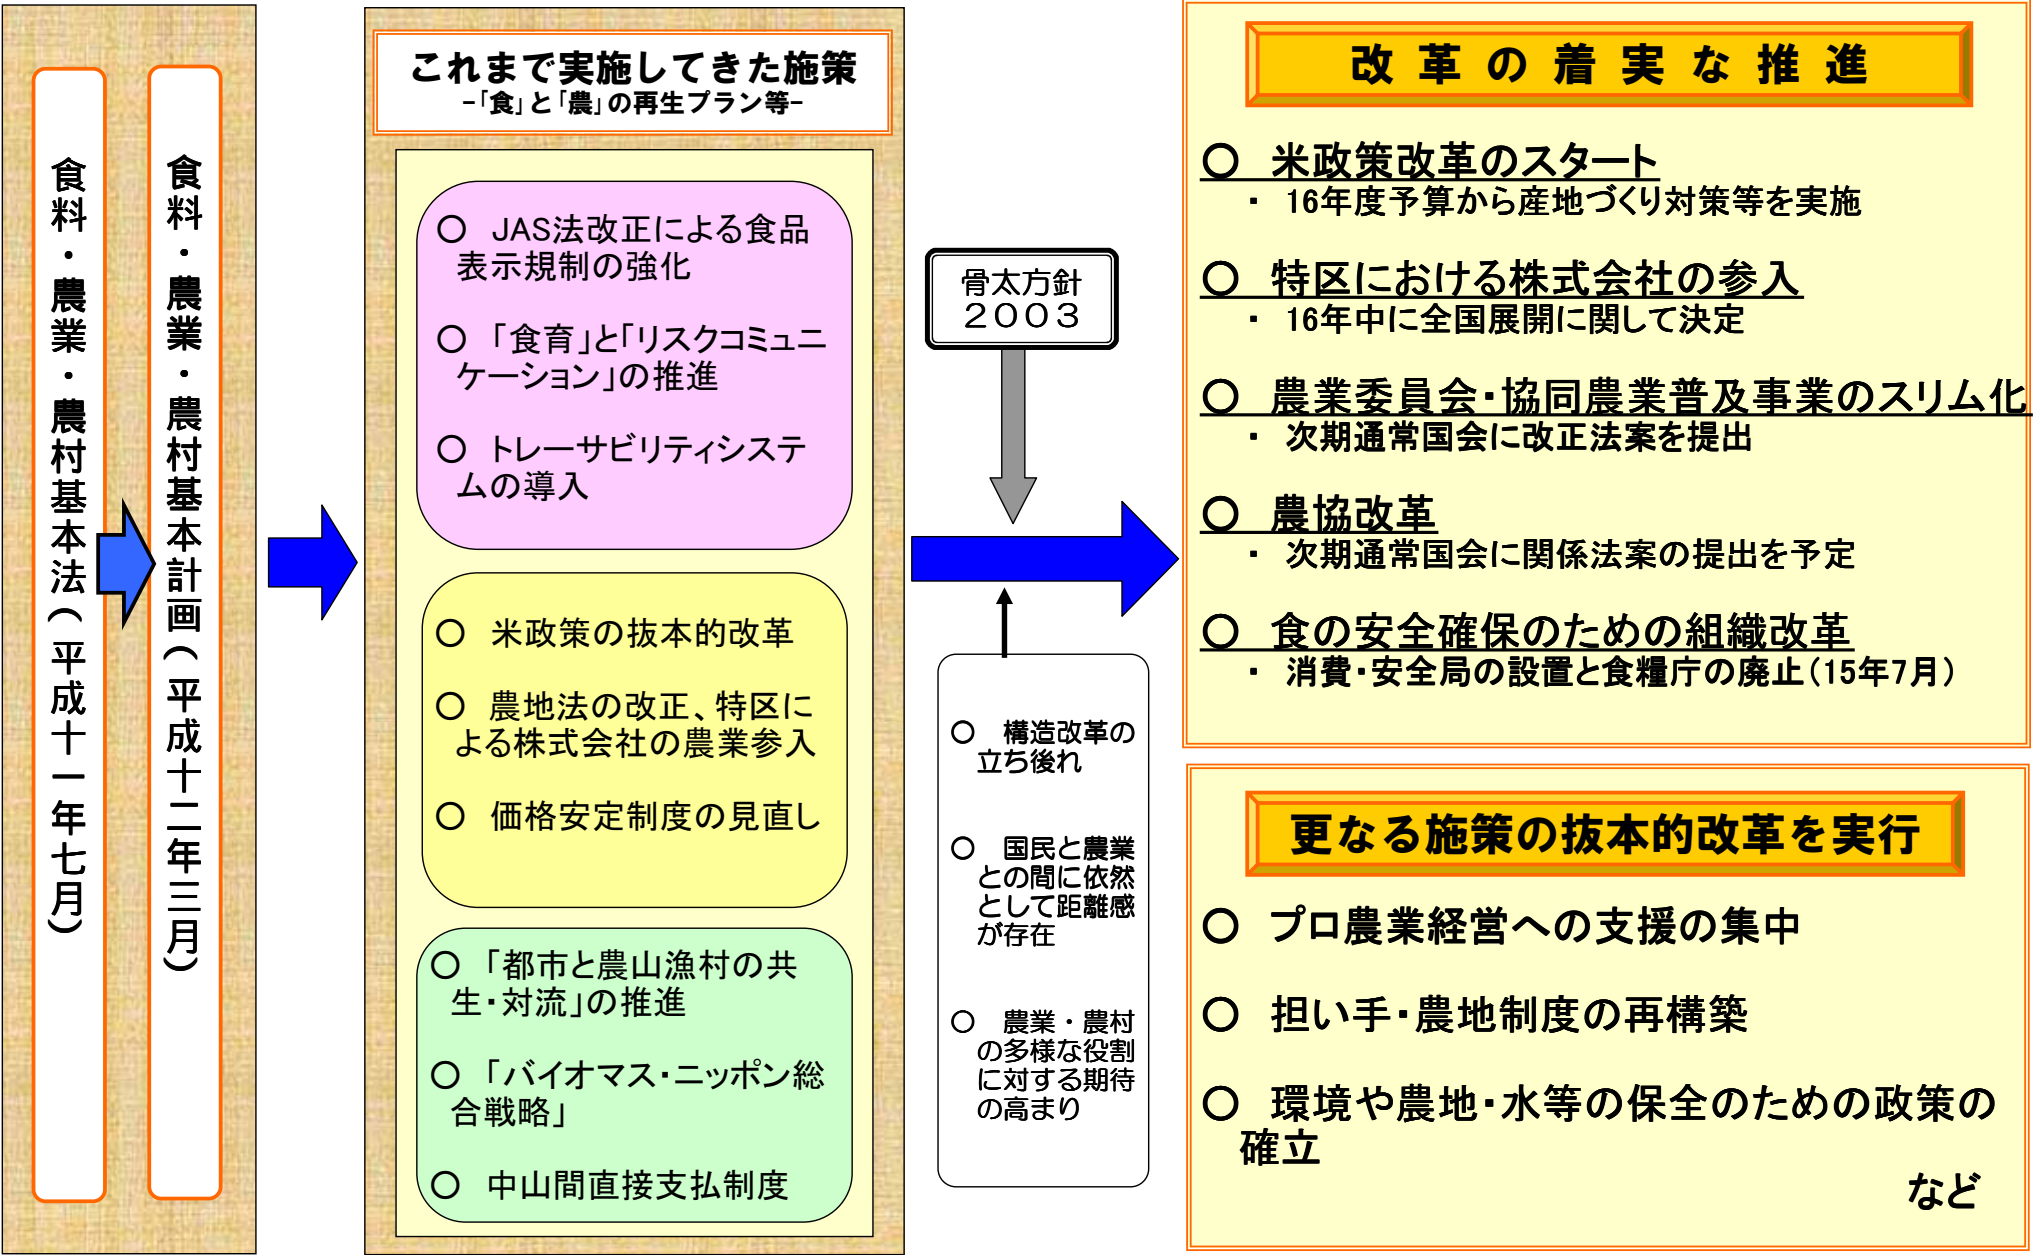 食料・農業・農村基本法(平成十一年七月)
食料・農業・農村基本計画(平成十二年三月)
これまで実施してきた施策
-「食」と「農」の再生プラン等-
○ JAS法改正による食品
表示規制の強化
○ 「食育」と「リスクコミュニ
ケーション」の推進
○ トレーサビリティシステ
ムの導入
○ 米政策の抜本的改革
○ 農地法の改正、特区に
よる株式会社の農業参入
○ 価格安定制度の見直し
○ 「都市と農山漁村の共
生・対流」の推進
○ 「バイオマス・ニッポン総
合戦略」
○ 中山間直接支払制度
骨太方針
2003
○ 構造改革の
立ち後れ
○ 国民と農業
との間に依然
として距離感
が存在
○ 農業・農村
の多様な役割
に対する期待
の高まり
改革の着実な推進
○ 米政策改革のスタート
・ 16年度予算から産地づくり対策等を実施
○ 特区における株式会社の参入
・ 16年中に全国展開に関して決定
○ 農業委員会・協同農業普及事業のスリム化
・ 次期通常国会に改正法案を提出
○ 農協改革
・ 次期通常国会に関係法案の提出を予定
○ 食の安全確保のための組織改革
・ 消費・安全局の設置と食糧庁の廃止(15年7月)
更なる施策の抜本的改革を実行
○ プロ農業経営への支援の集中
○ 担い手・農地制度の再構築
○ 環境や農地・水等の保全のための政策の
確立
など